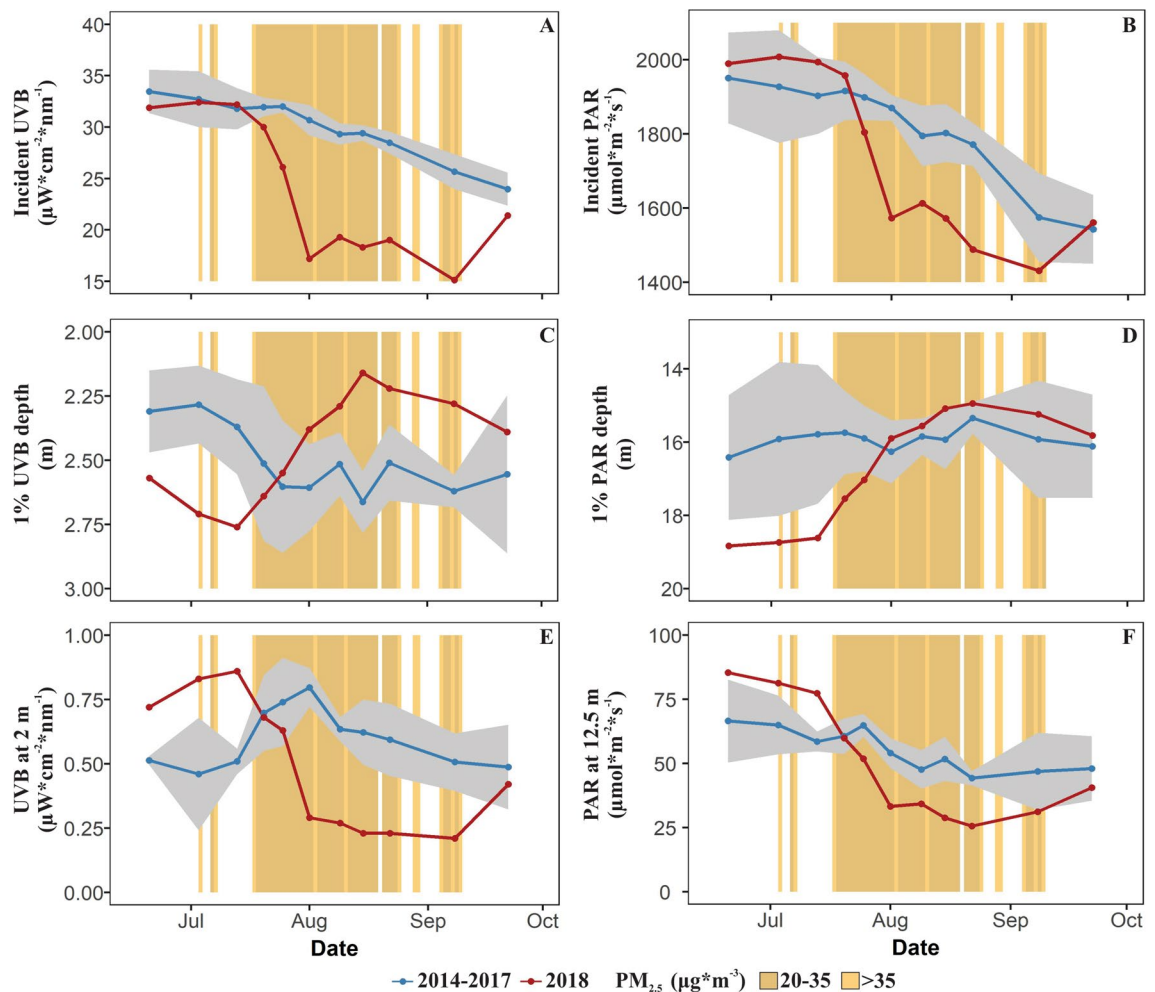 A
Incident UVB
(µW*cm⁻²*nm⁻¹)
40
35
30
25
20
15
B
Incident PAR
(µmol*m⁻²*s⁻¹)
2000
1800
1600
1400
C
1% UVB depth
(m)
2.00
2.25
2.50
2.75
3.00
D
1% PAR depth
(m)
14
16
18
20
E
UVB at 2 m
(µW*cm⁻²*nm⁻¹)
1.00
0.75
0.50
0.25
0.00
Jul Aug Sep Oct
Date
F
PAR at 12.5 m
(µmol*m⁻²*s⁻¹)
100
75
50
25
0
Jul Aug Sep Oct
Date
2014-2017 2018 PM₂.₅ (µg*m⁻³) 20-35 >35